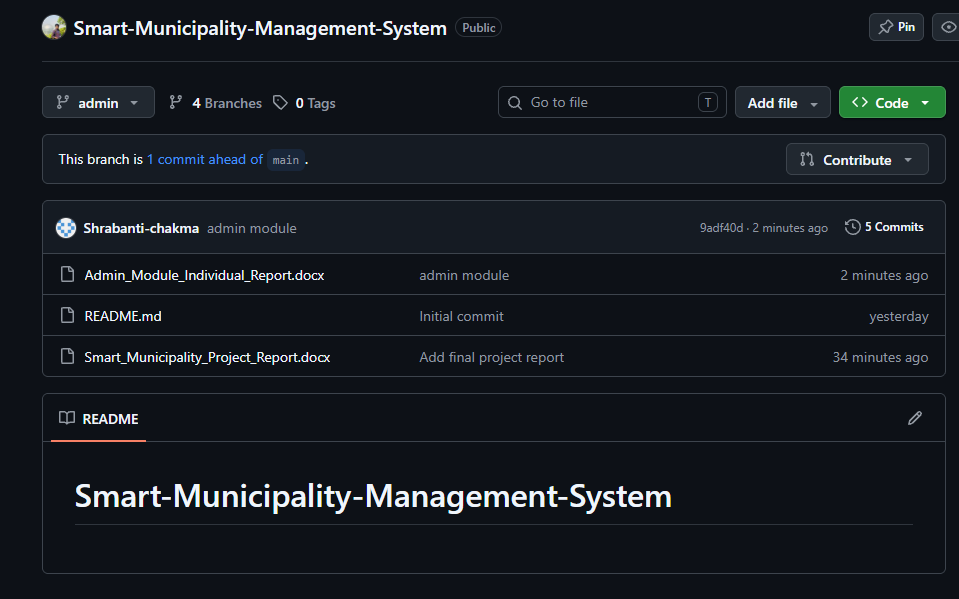 Smart-Municipality-Management-System Public Pin
admin 4 Branches 0 Tags Go to file T Add file Code
This branch is 1 commit ahead of main . Contribute
Shrabanti-chakma admin module 9adf40d · 2 minutes ago 5 Commits
Admin_Module_Individual_Report.docx admin module 2 minutes ago
README.md Initial commit yesterday
Smart_Municipality_Project_Report.docx Add final project report 34 minutes ago
README
Smart-Municipality-Management-System